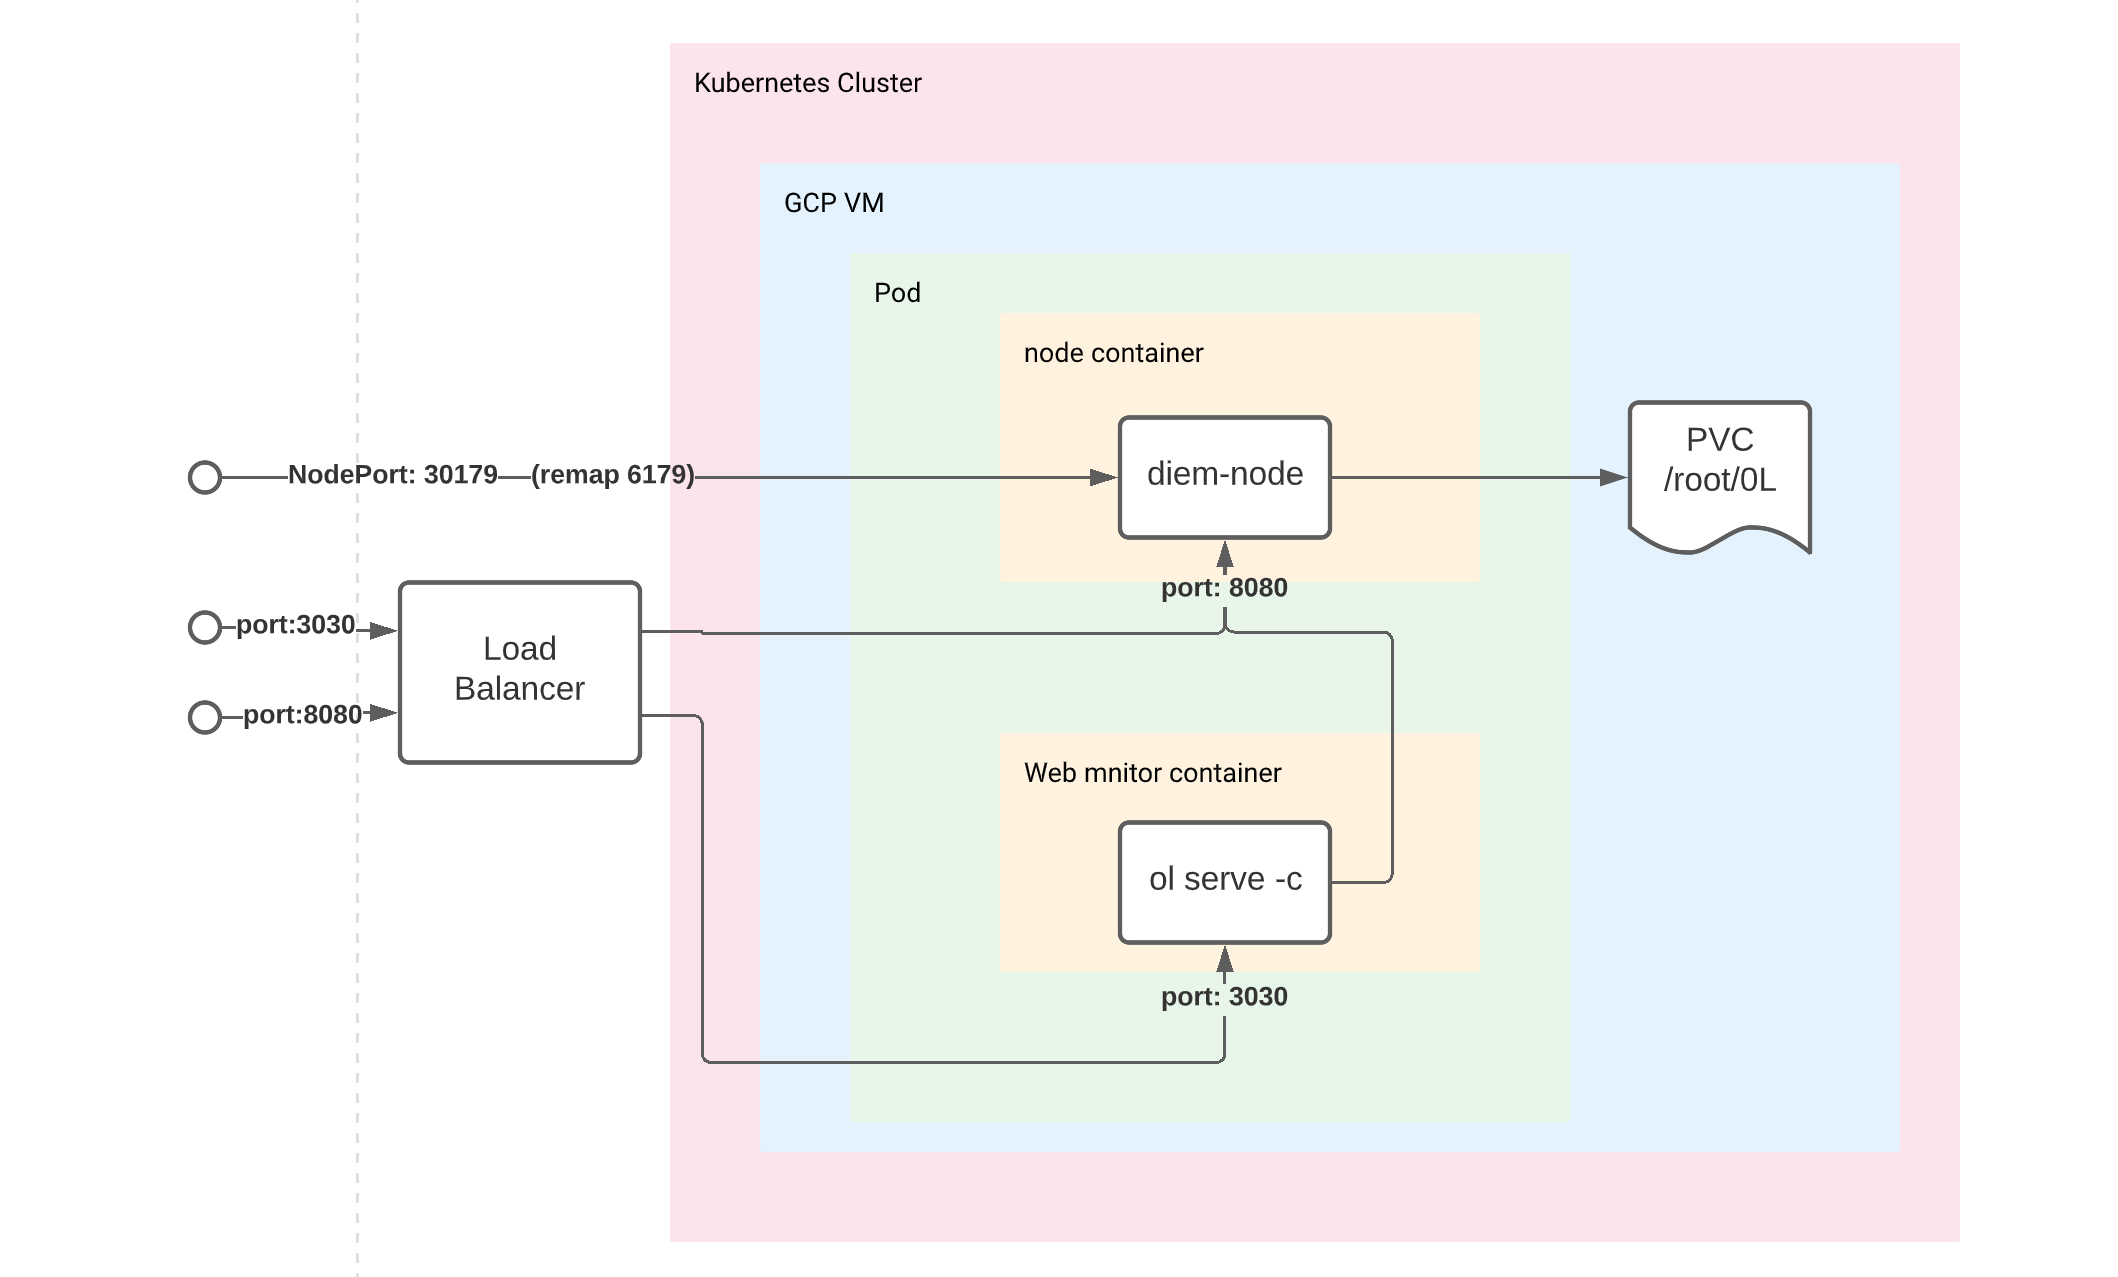 Kubernetes Cluster
GCP VM
Pod
node container
NodePort: 30179
(remap 6179)
diem-node
PVC
/root/0L
port: 8080
port:3030
Load
Balancer
port:8080
Web mnitor container
ol serve -c
port: 3030